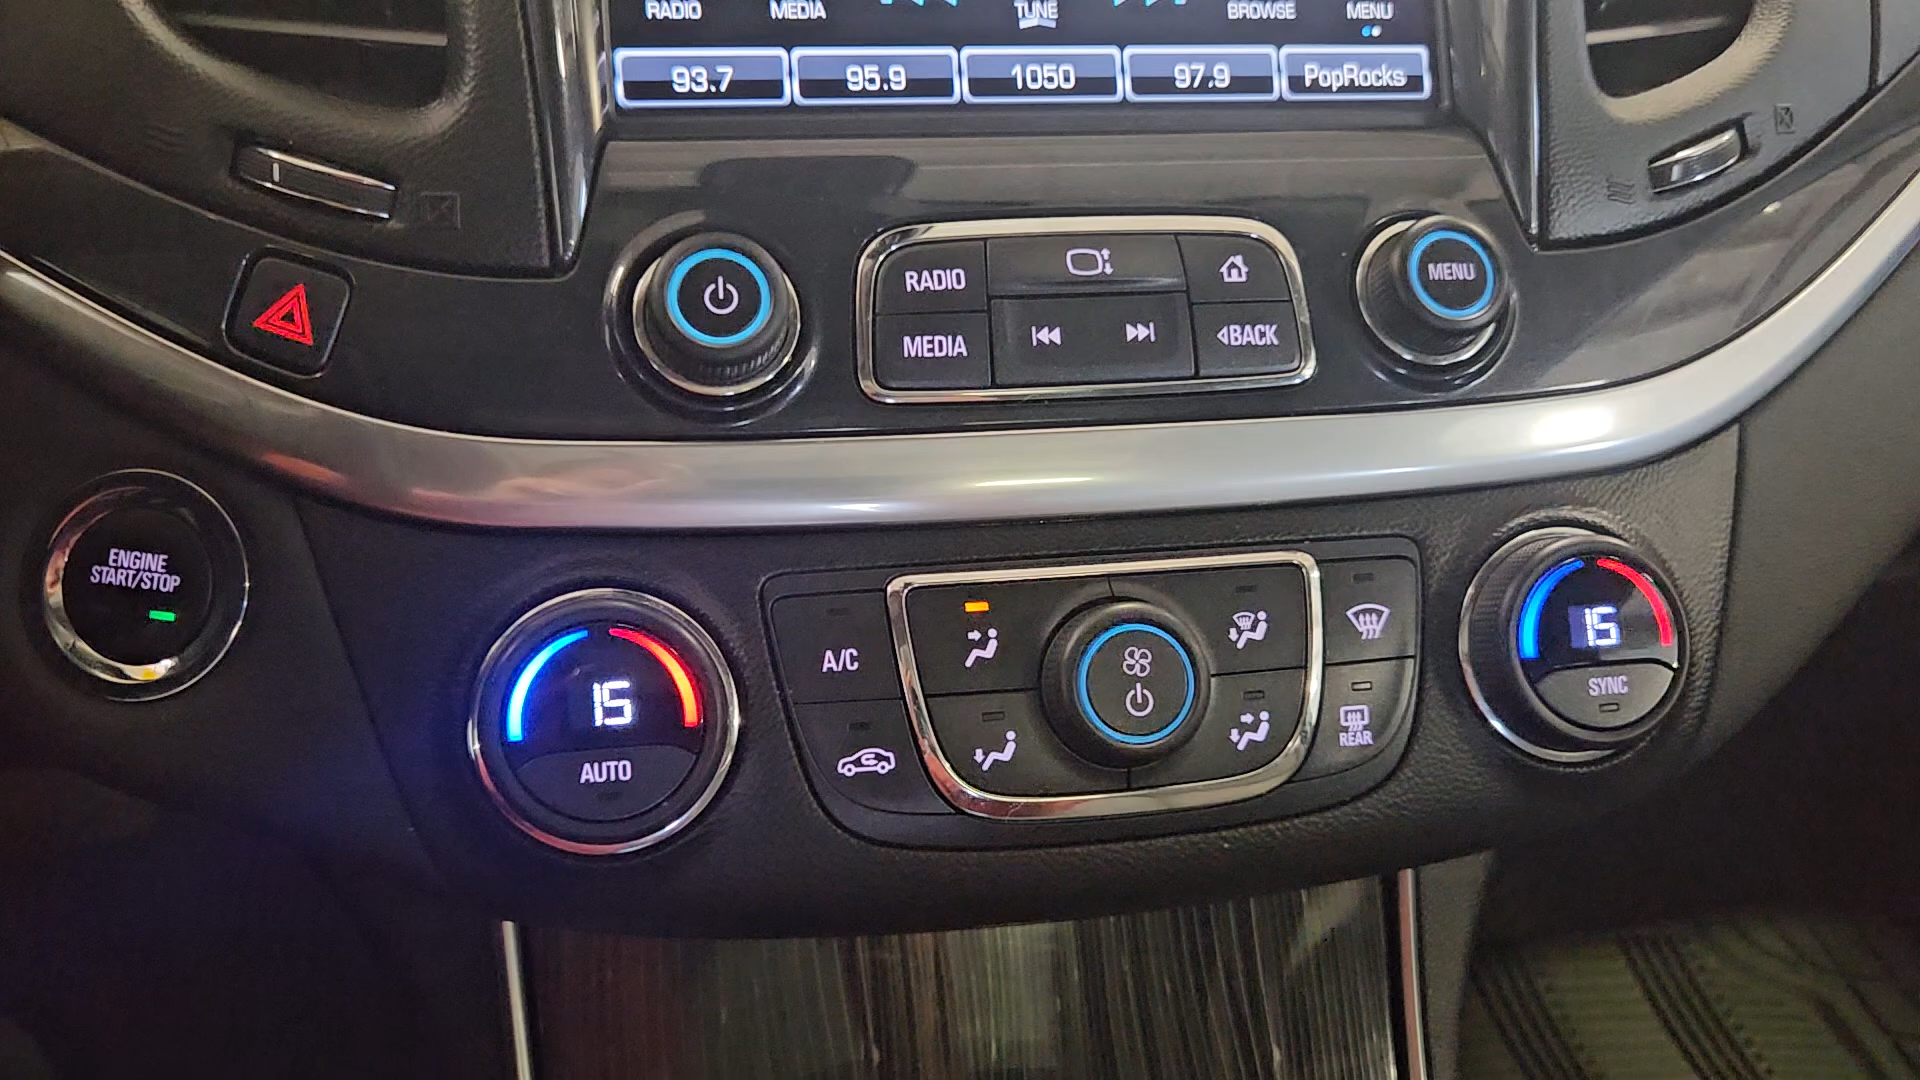 RADIO MEDIA TUNE BROWSE MENU
93.7 95.9 1050 97.9 PopRocks
RADIO
MEDIA
BACK
MENU
ENGINE
START/STOP
15
AUTO
A/C
REAR
15
SYNC